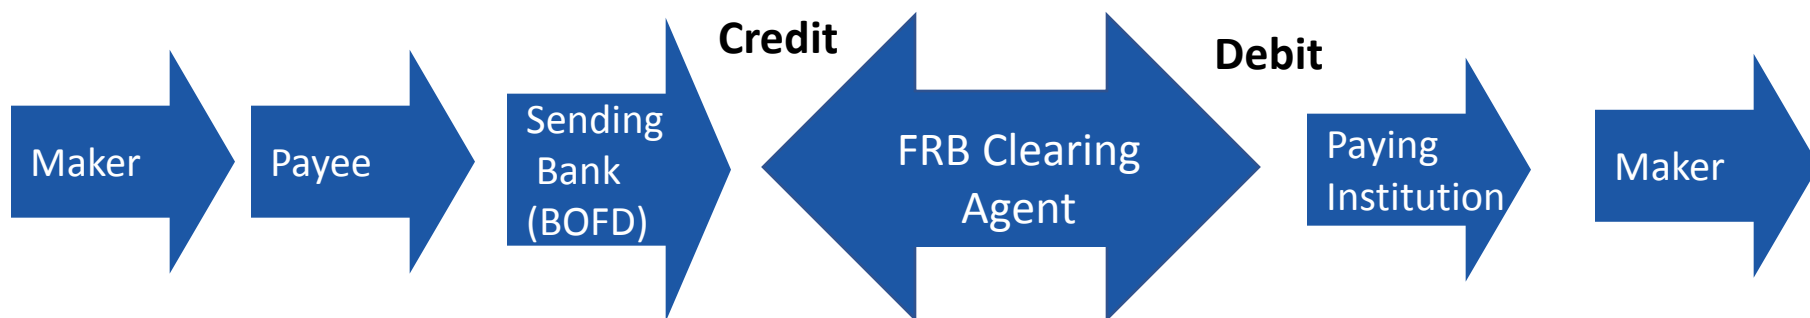 Maker
Payee
Sending
Bank
(BOFD)
Credit
FRB Clearing
Agent
Debit
Paying
Institution
Maker